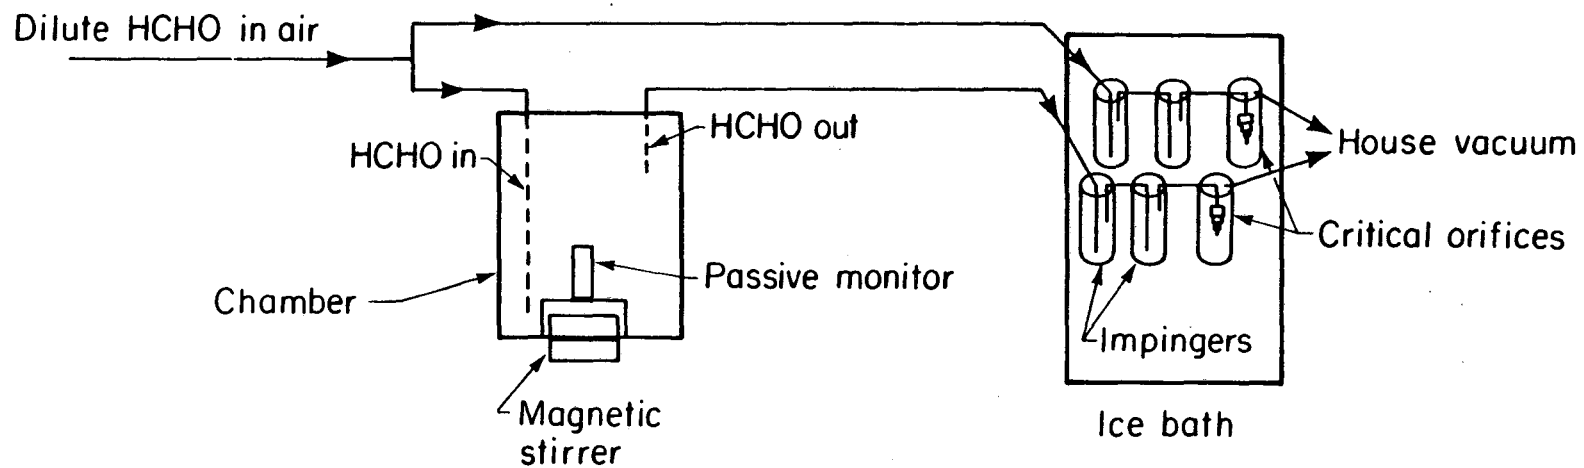 Dilute HCHO in air
HCHO out
HCHO in
House vacuum
Critical orifices
Passive monitor
Chamber
Impingers
Magnetic
stirrer
Ice bath